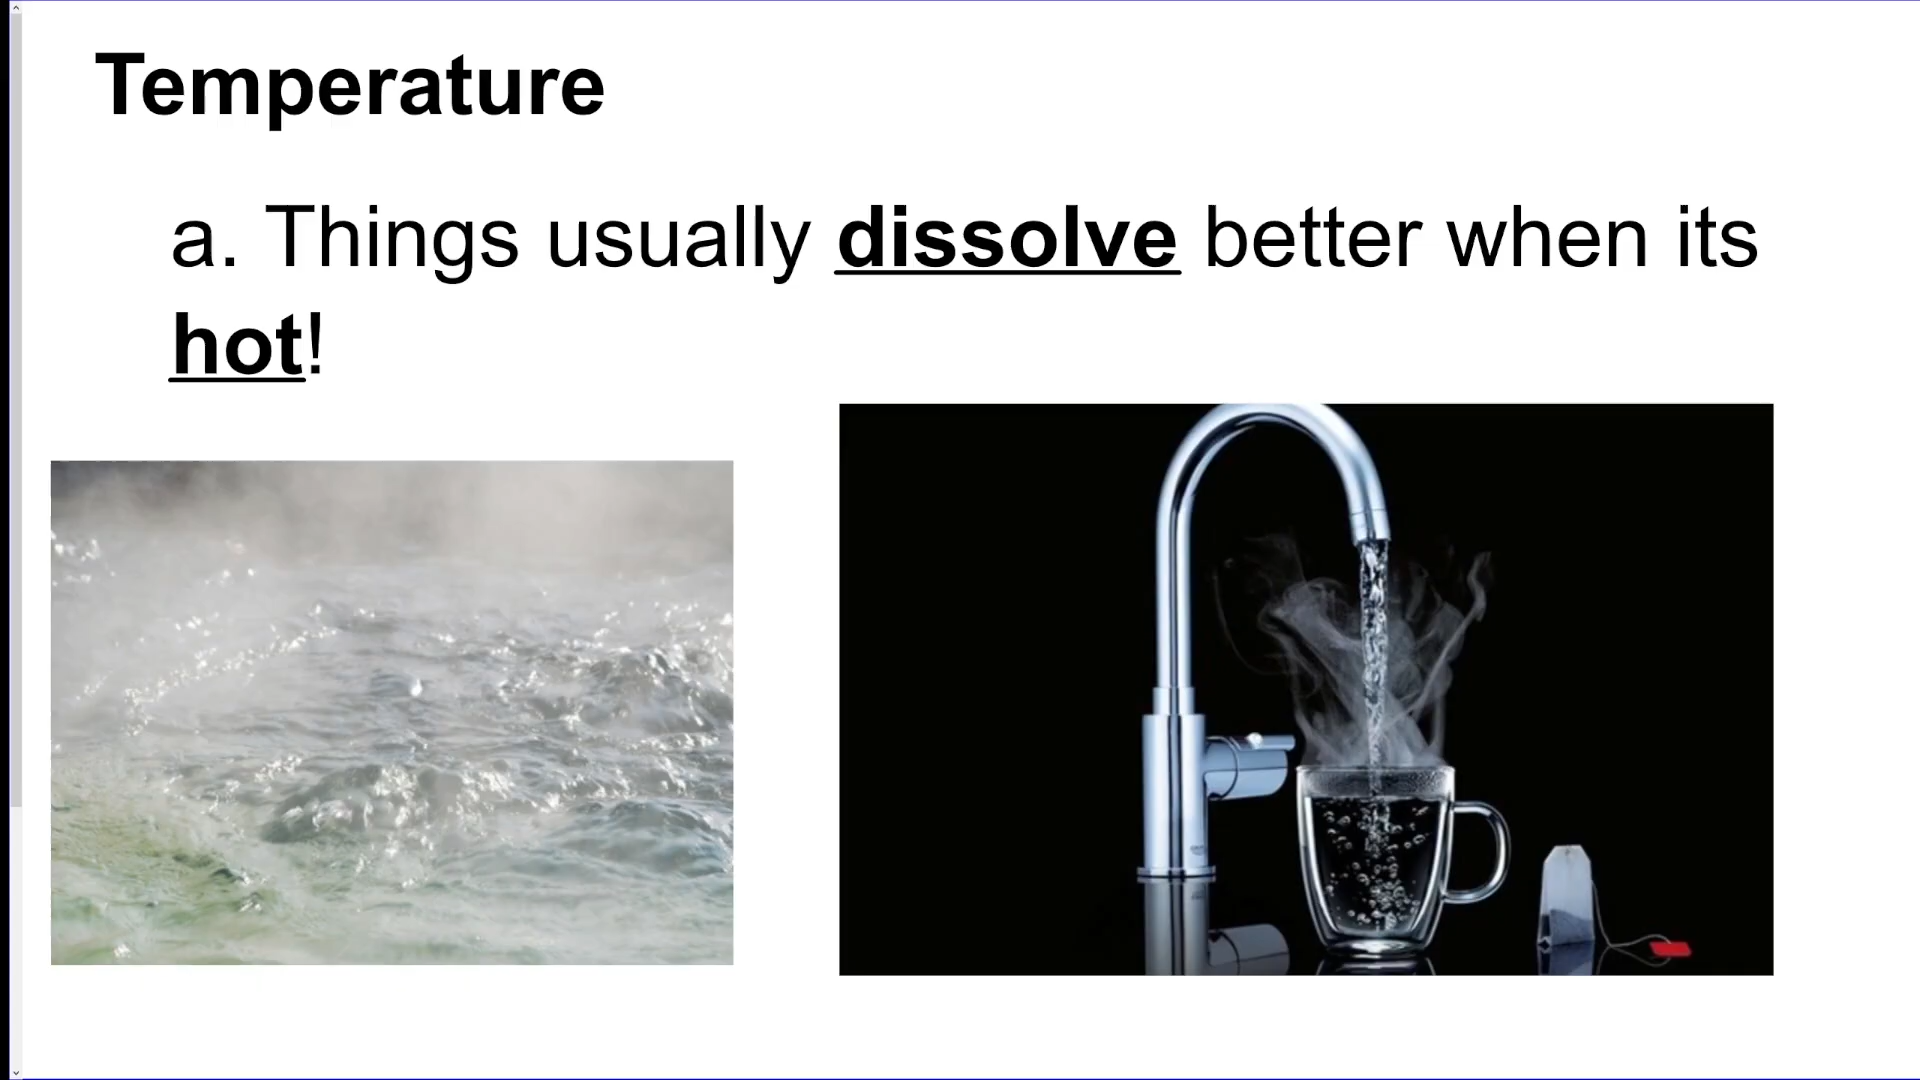 Temperature
a. Things usually dissolve better when its
hot!